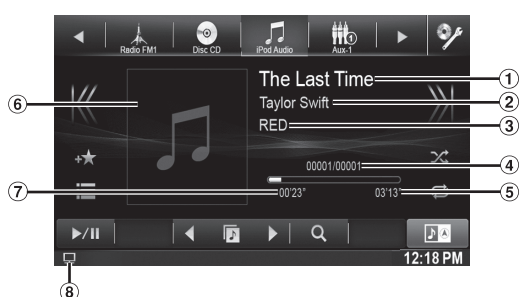 Radio FM1 Disc CD iPod Audio Aux-1
The Last Time
Taylor Swift
RED
00001/00001
00'23" 03'13"
12:18 PM
1
2
3
4
5
6
7
8